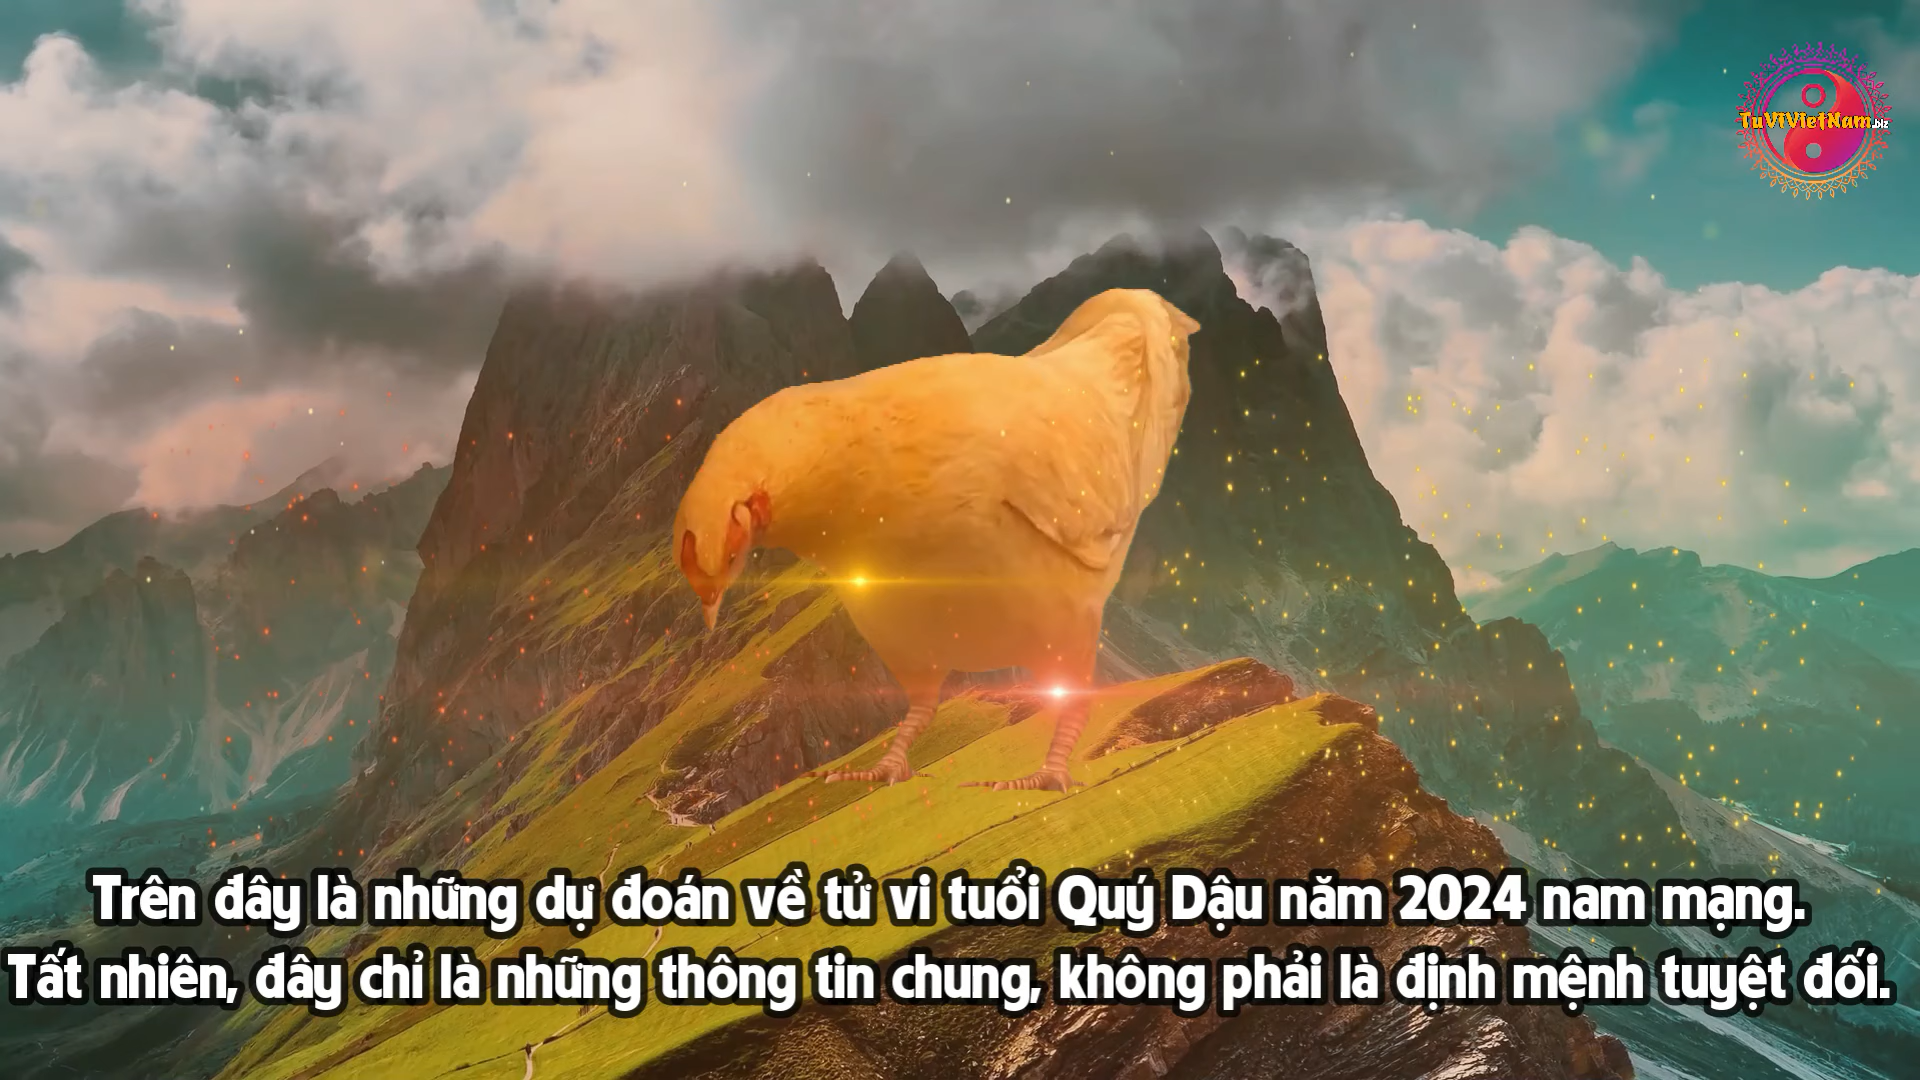 TuViVietNam.biz
Trên đây là những dự đoán về tử vi tuổi Quý Dậu năm 2024 nam mạng.
Tất nhiên, đây chỉ là những thông tin chung, không phải là định mệnh tuyệt đối.